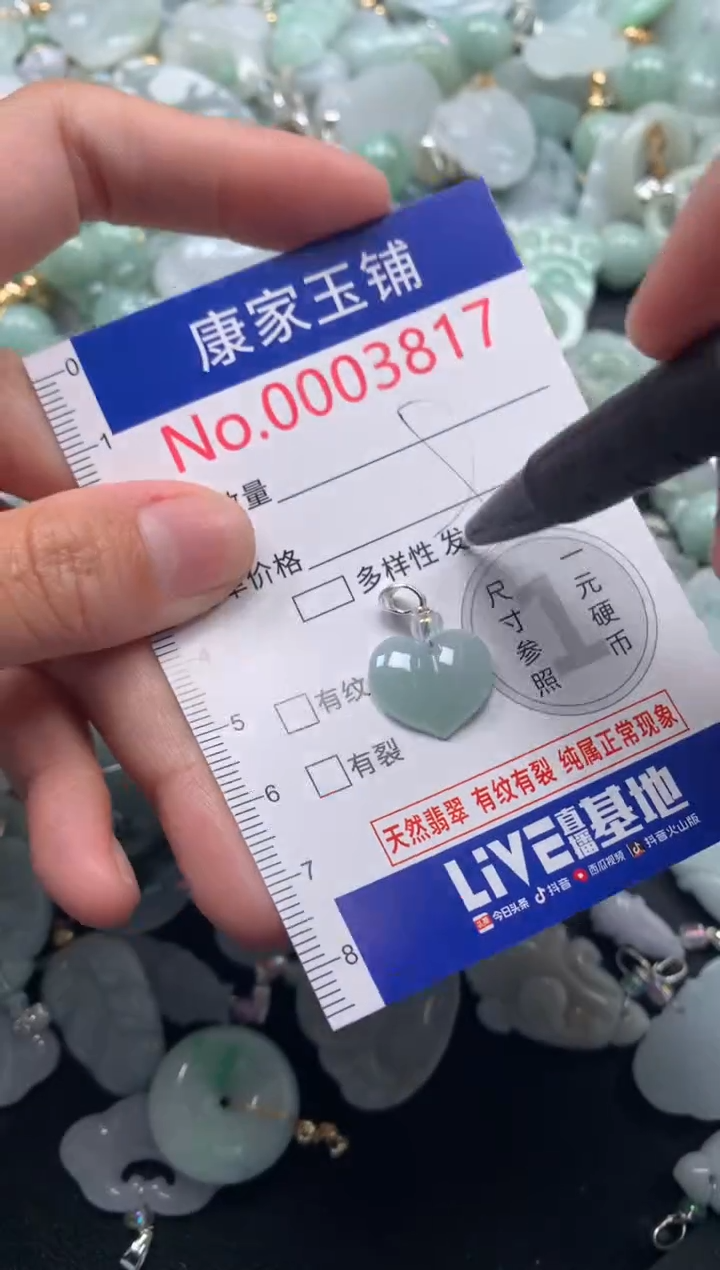 康家玉铺
No.0003817
0
1
量
价格
多样性发
尺寸参照
1
一元硬币
5
有纹
6
有裂
天然翡翠 有纹有裂 纯属正常现象
7
LiVE直播基地
今日头条 抖音 西瓜视频 抖音火山版
8